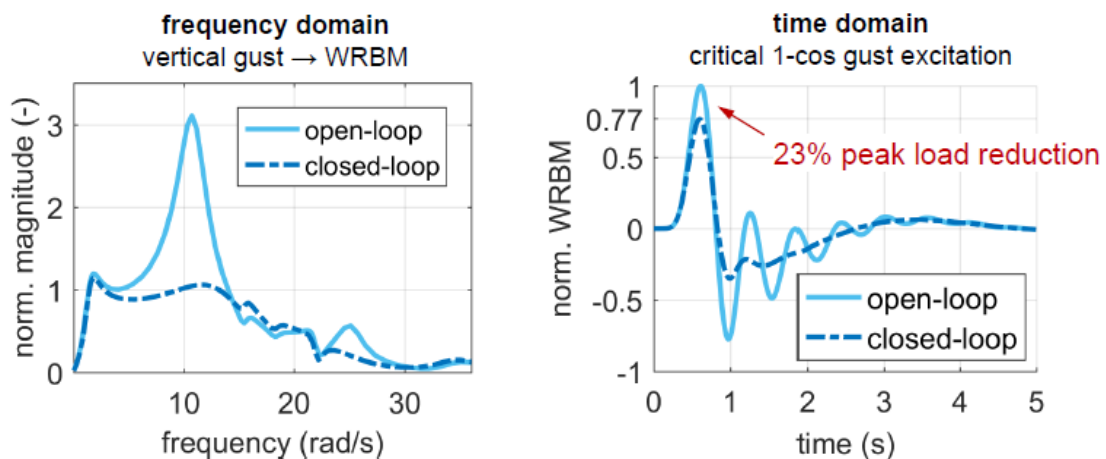 frequency domain
vertical gust → WRBM
norm. magnitude (-)
3
2
1
0
open-loop
closed-loop
10
20
30
frequency (rad/s)
time domain
critical 1-cos gust excitation
norm. WRBM
1
0.77
0.5
0
-0.5
-1
23% peak load reduction
open-loop
closed-loop
0
1
2
3
4
5
time (s)